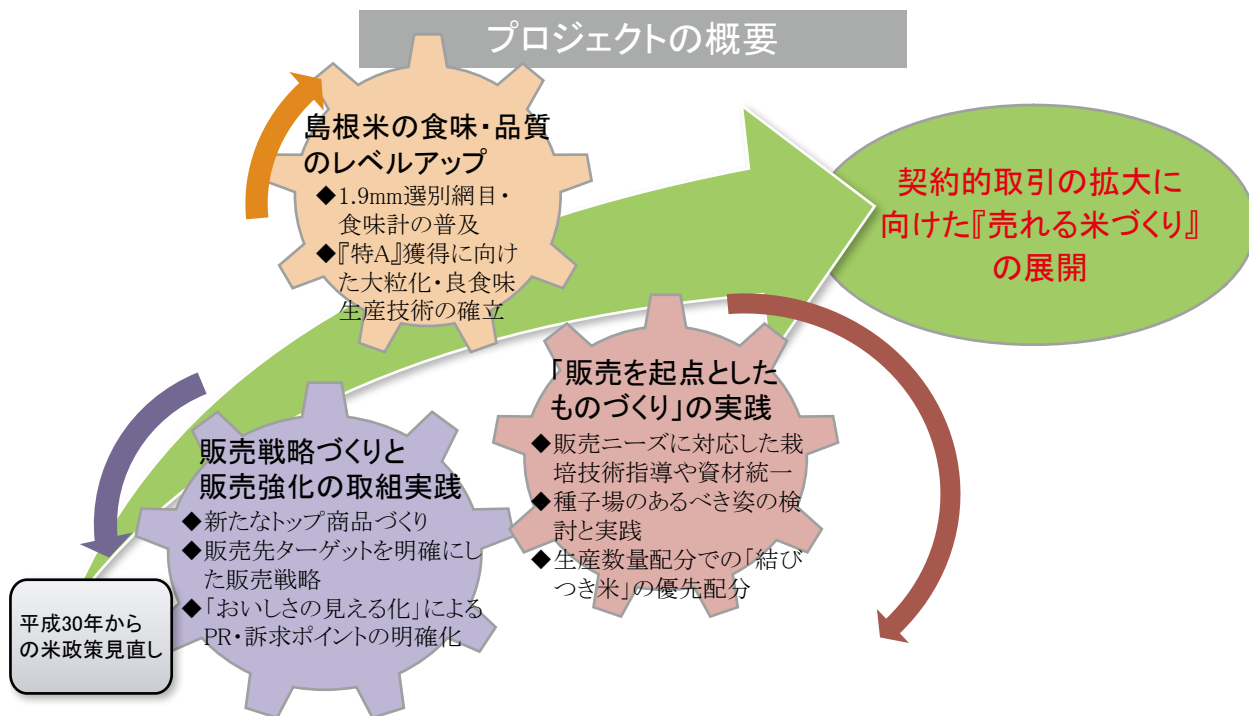 プロジェクトの概要
島根米の食味・品質
のレベルアップ
◆1.9mm選別網目・
食味計の普及
◆『特A』獲得に向け
た大粒化・良食味
生産技術の確立
契約的取引の拡大に
向けた『売れる米づくり』
の展開
「販売を起点とした
ものづくり」の実践
◆販売ニーズに対応した栽
培技術指導や資材統一
◆種子場のあるべき姿の検
討と実践
◆生産数量配分での「結び
つき米」の優先配分
販売戦略づくりと
販売強化の取組実践
◆新たなトップ商品づくり
◆販売先ターゲットを明確にし
た販売戦略
◆「おいしさの見える化」による
PR・訴求ポイントの明確化
平成30年から
の米政策見直し